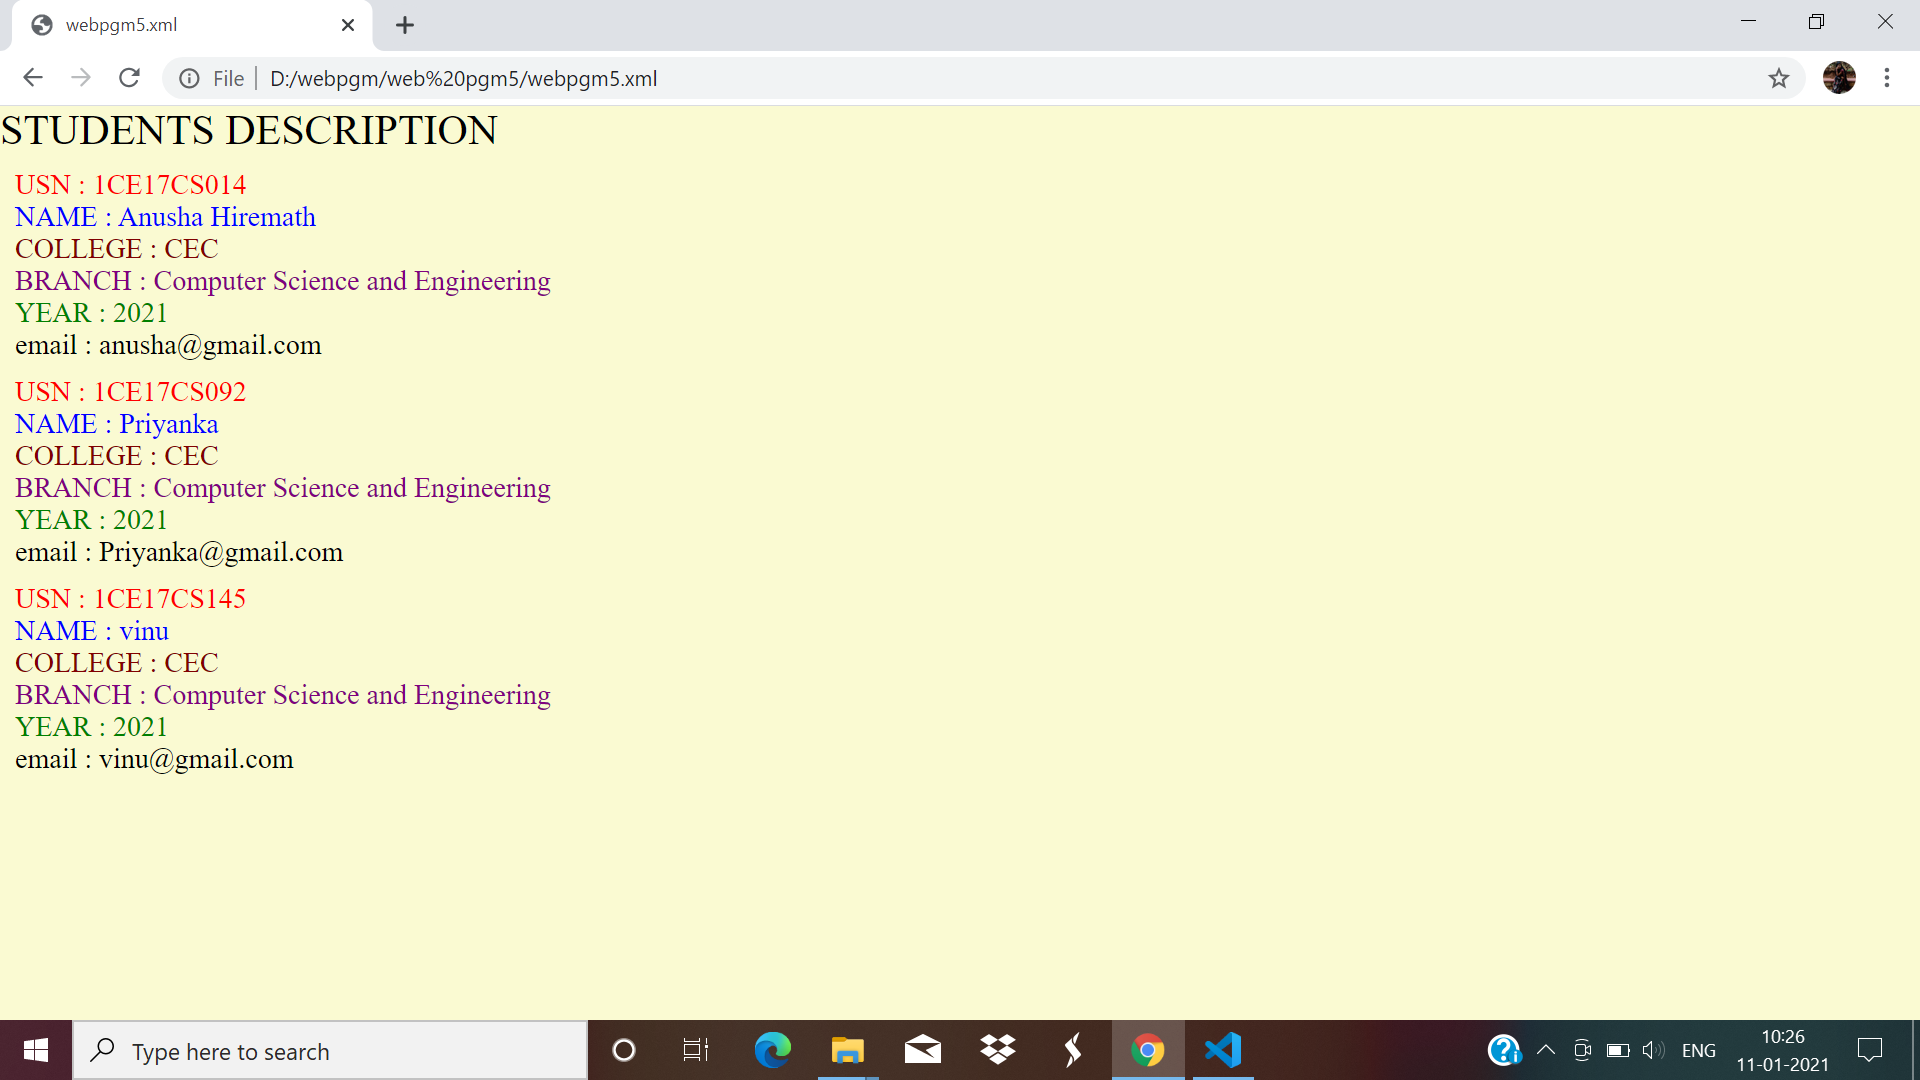 webpgm5.xml
File D:/webpgm/web%20pgm5/webpgm5.xml
STUDENTS DESCRIPTION
USN : 1CE17CS014
NAME : Anusha Hiremath
COLLEGE : CEC
BRANCH : Computer Science and Engineering
YEAR : 2021
email : anusha@gmail.com
USN : 1CE17CS092
NAME : Priyanka
COLLEGE : CEC
BRANCH : Computer Science and Engineering
YEAR : 2021
email : Priyanka@gmail.com
USN : 1CE17CS145
NAME : vinu
COLLEGE : CEC
BRANCH : Computer Science and Engineering
YEAR : 2021
email : vinu@gmail.com
Type here to search
ENG
10:26
11-01-2021